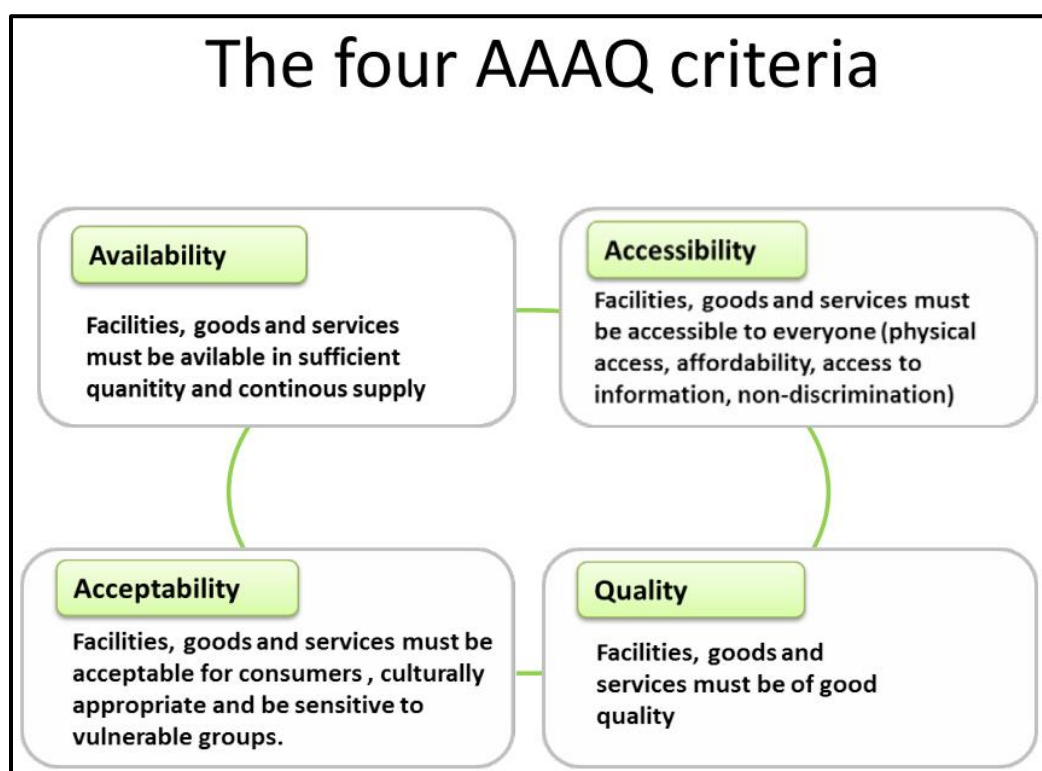 The four AAAQ criteria
Availability
Facilities, goods and services
must be avilable in sufficient
quanitity and continous supply
Accessibility
Facilities, goods and services must
be accessible to everyone (physical
access, affordability, access to
information, non-discrimination)
Acceptability
Facilities, goods and services must be
acceptable for consumers , culturally
appropriate and be sensitive to
vulnerable groups.
Quality
Facilities, goods and
services must be of good
quality